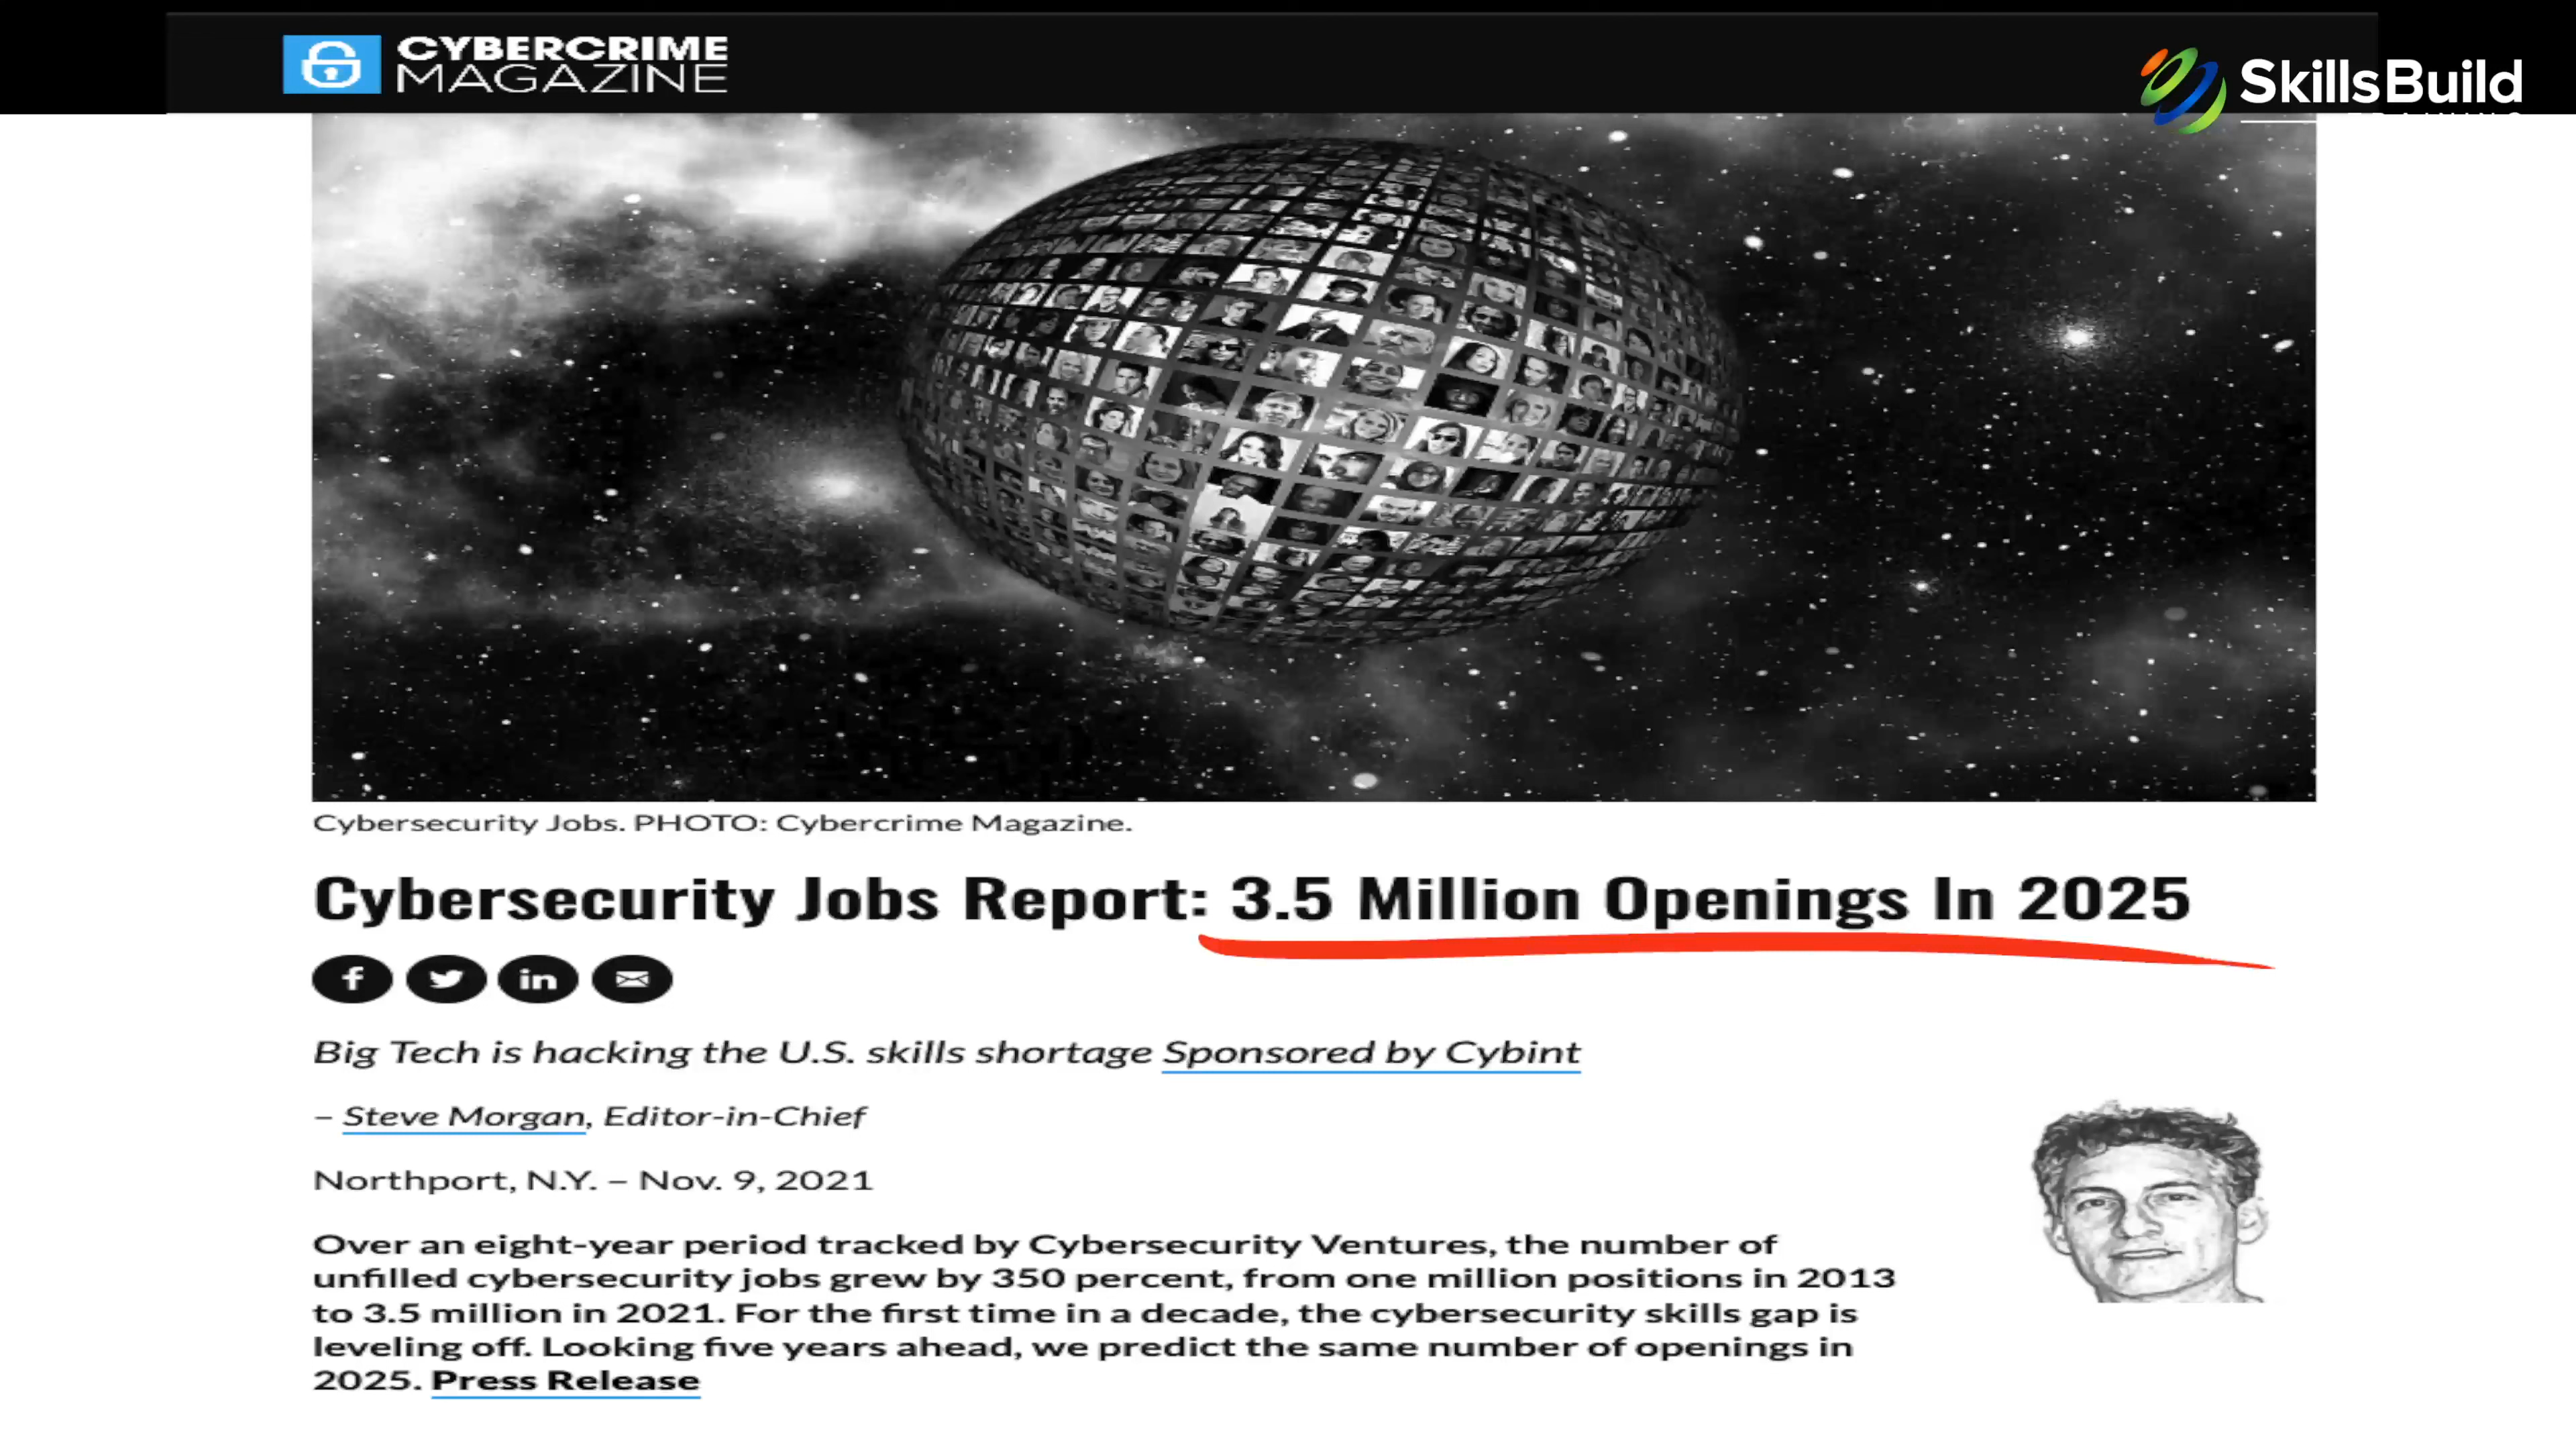 CYBERCRIME
MAGAZINE
SkillsBuild
Cybersecurity Jobs. PHOTO: Cybercrime Magazine.
Cybersecurity Jobs Report: 3.5 Million Openings In 2025
Big Tech is hacking the U.S. skills shortage Sponsored by Cybint
– Steve Morgan, Editor-in-Chief
Northport, N.Y. – Nov. 9, 2021
Over an eight-year period tracked by Cybersecurity Ventures, the number of
unfilled cybersecurity jobs grew by 350 percent, from one million positions in 2013
to 3.5 million in 2021. For the first time in a decade, the cybersecurity skills gap is
leveling off. Looking five years ahead, we predict the same number of openings in
2025. Press Release